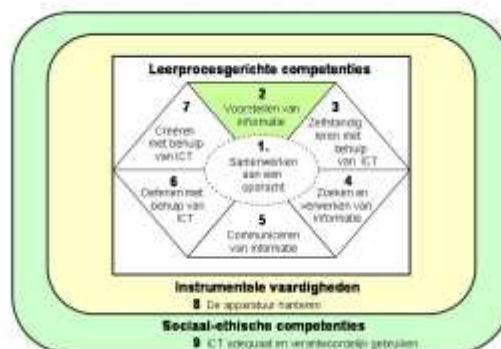 Leerprocesgerichte competenties
2
Voorstellen van
informatie
7
Creëren
met behulp
van ICT
3
Zelfstandig
leren met
behulp
van ICT
1.
Samenwerken
aan een
opdracht
6
Oefenen met
behulp van
ICT
4
Zoeken en
verwerken van
informatie
5
Communiceren
van informatie
Instrumentele vaardigheden
8 De apparatuur hanteren
Sociaal-ethische competenties
9 ICT adequaat en verantwoordelijk gebruiken